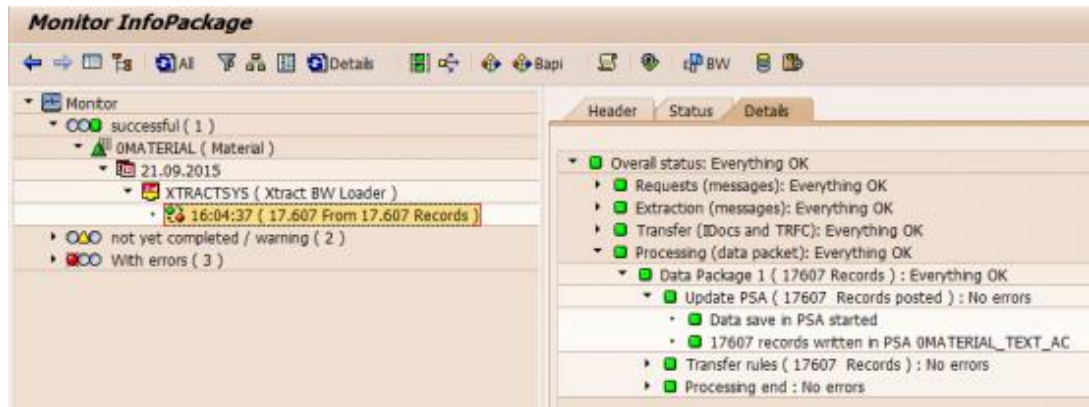 Monitor InfoPackage
All Details Bapi BW
Monitor
successful ( 1 )
0MATERIAL ( Material )
21.09.2015
XTRACTSYS ( Xtract BW Loader )
16:04:37 ( 17.607 From 17.607 Records )
not yet completed / warning ( 2 )
With errors ( 3 )
Header Status Details
Overall status: Everything OK
Requests (messages): Everything OK
Extraction (messages): Everything OK
Transfer (IDocs and TRFC): Everything OK
Processing (data packet): Everything OK
Data Package 1 ( 17607 Records ) : Everything OK
Update PSA ( 17607 Records posted ) : No errors
Data save in PSA started
17607 records written in PSA 0MATERIAL_TEXT_AC
Transfer rules ( 17607 Records ) : No errors
Processing end : No errors